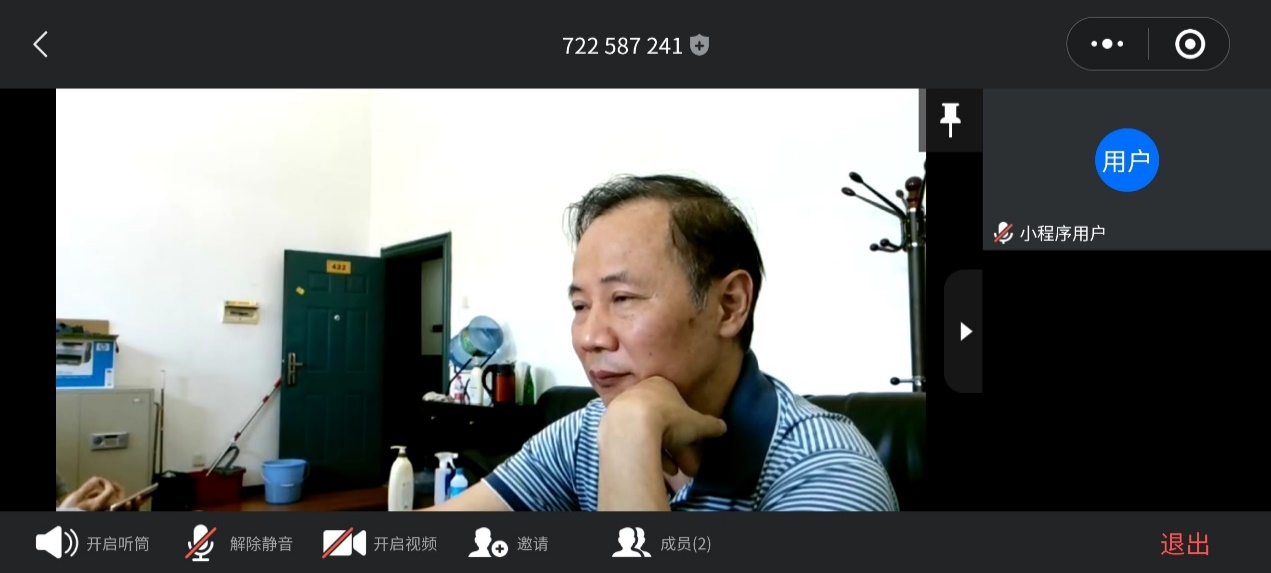 722 587 241
用户
小程序用户
422
开启听筒
解除静音
开启视频
邀请
成员(2)
退出